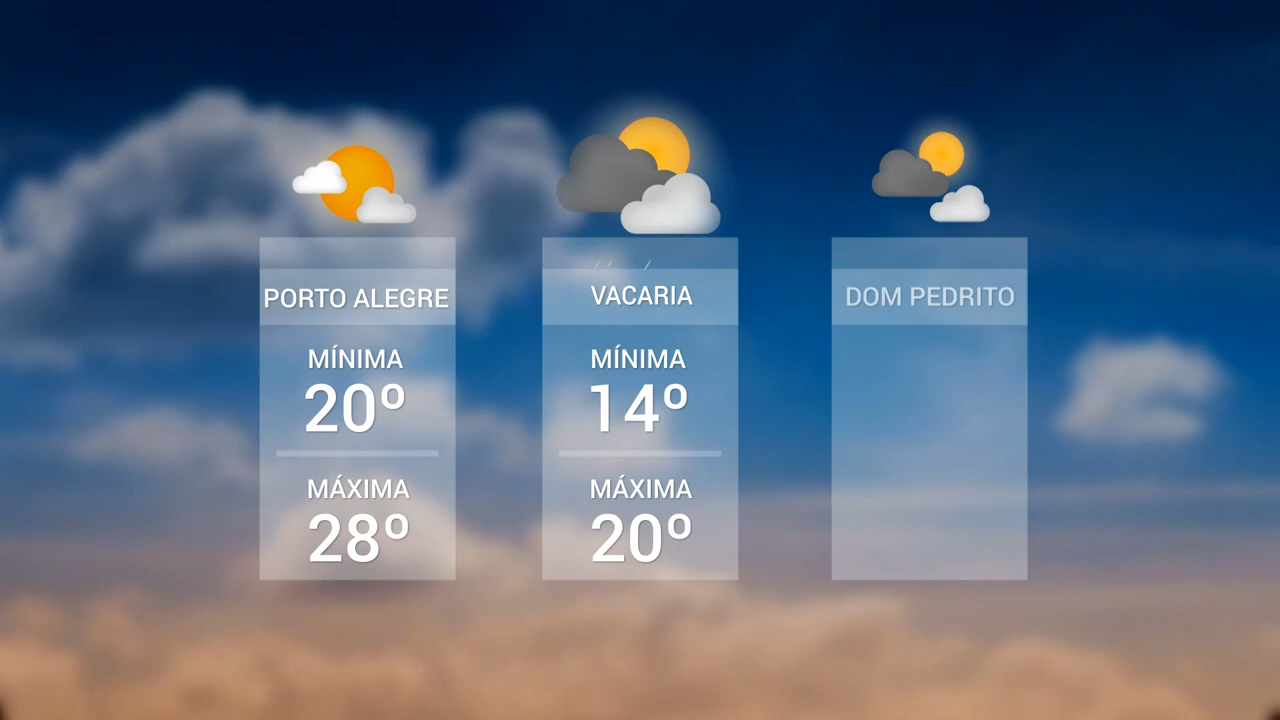 PORTO ALEGRE
MÍNIMA
20º
MÁXIMA
28º
VACARIA
MÍNIMA
14º
MÁXIMA
20º
DOM PEDRITO